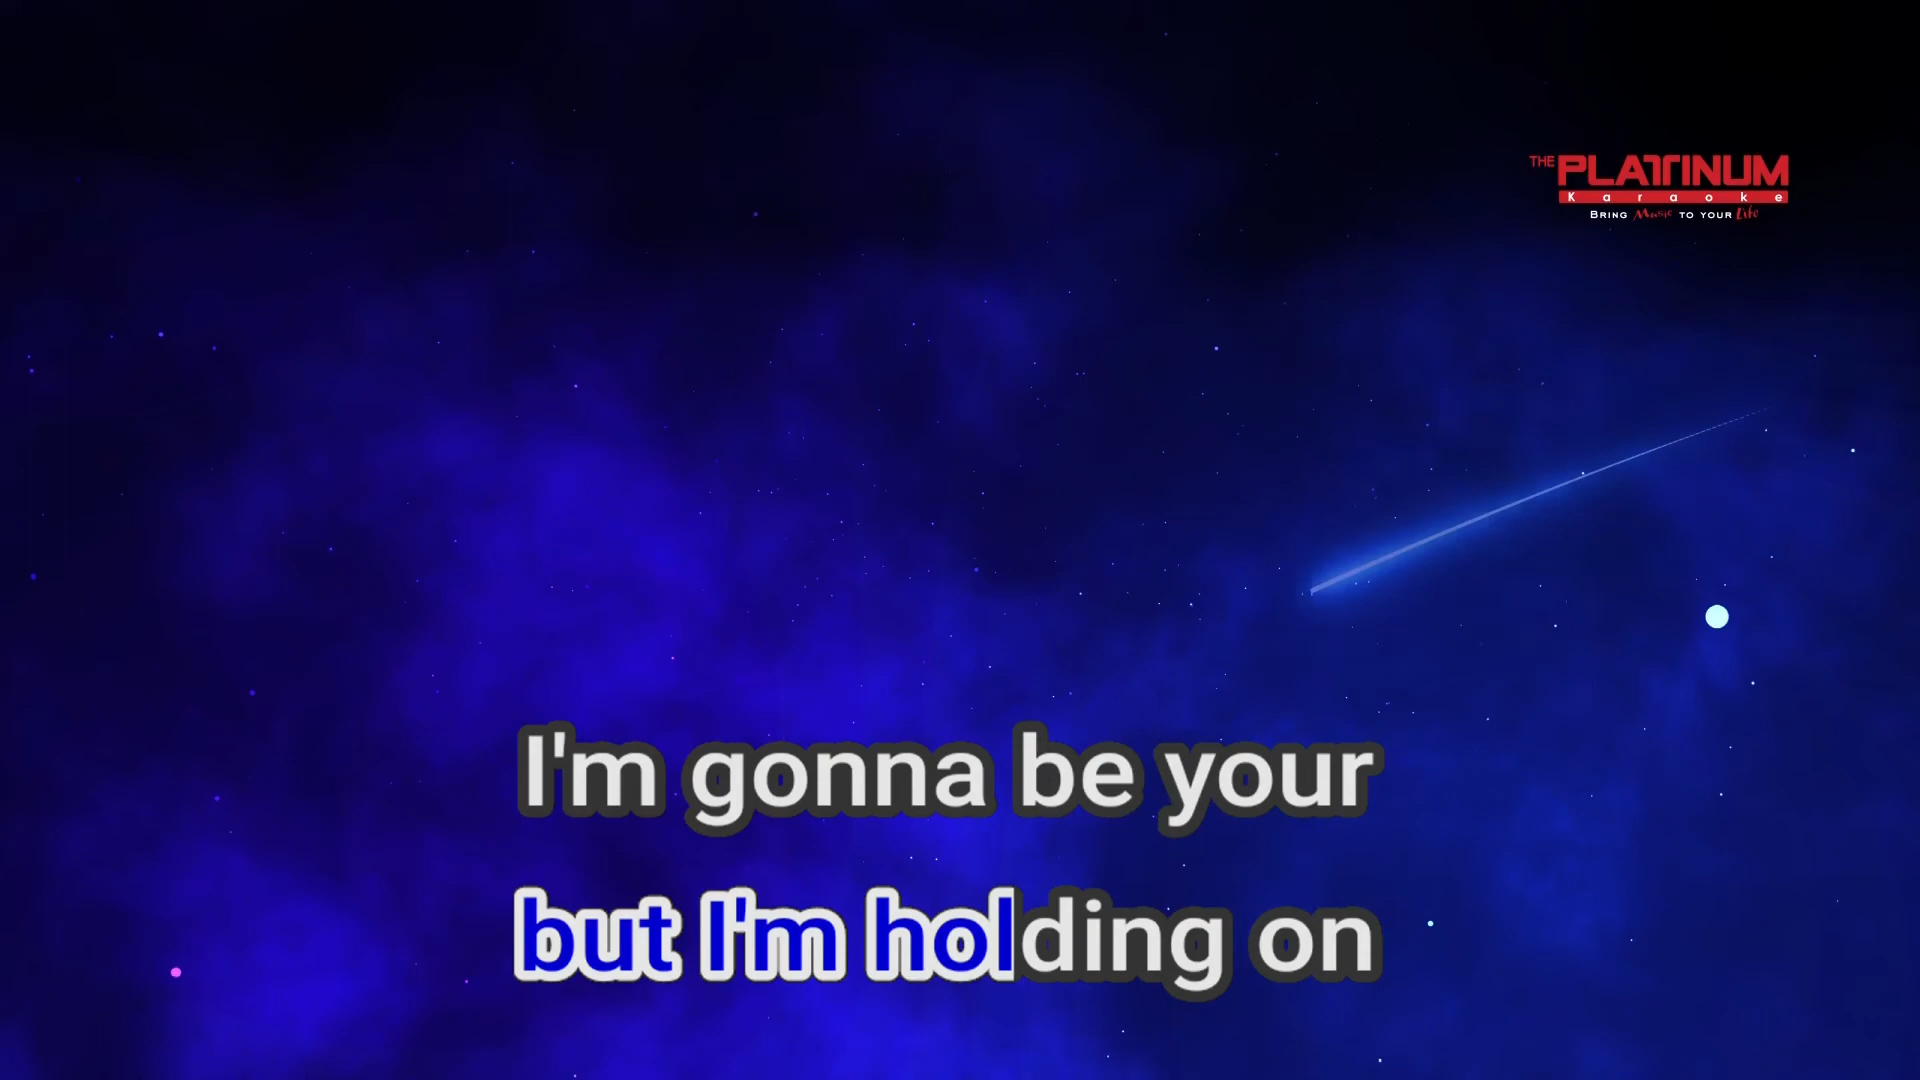 THE PLATINUM
Karaoke
BRING Music TO YOUR Life
I'm gonna be your
but I'm holding on